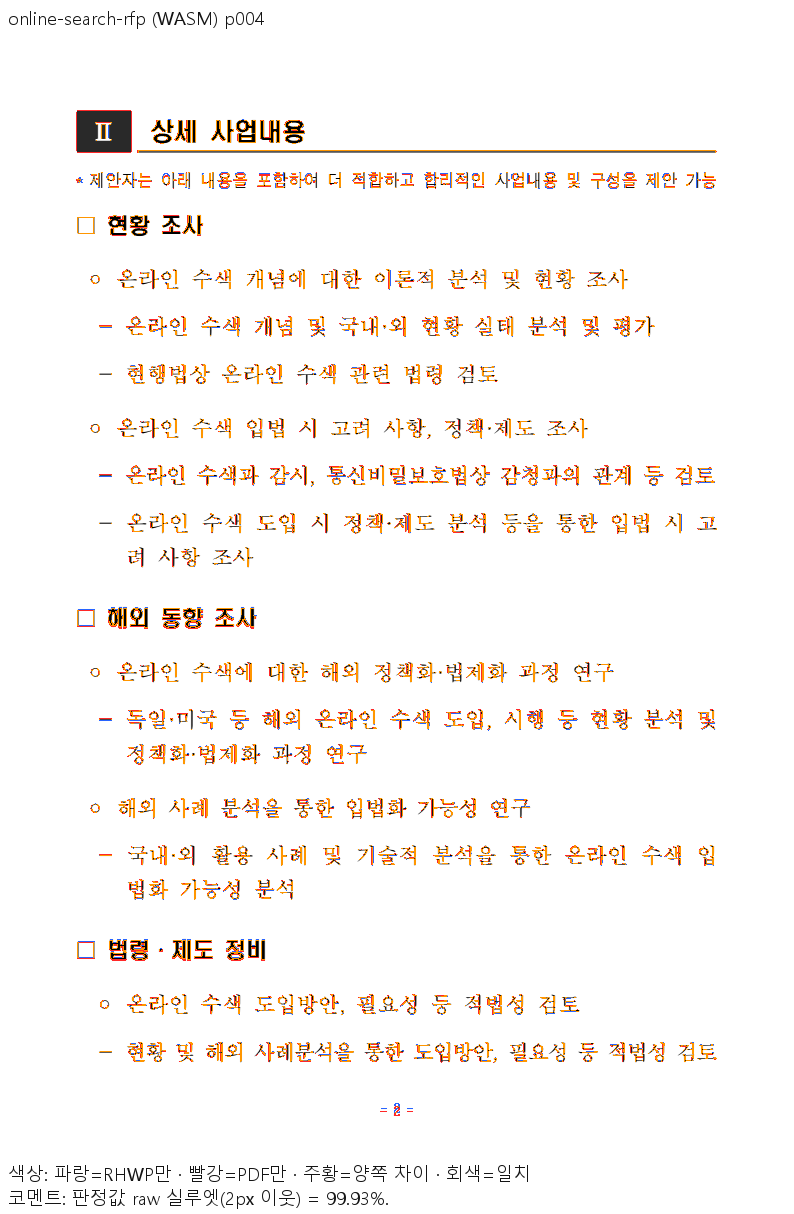 online-search-rfp (WASM) p004
Ⅱ 상세 사업내용
* 제안자는 아래 내용을 포함하여 더 적합하고 합리적인 사업내용 및 구성을 제안 가능
□ 현황 조사
○ 온라인 수색 개념에 대한 이론적 분석 및 현황 조사
- 온라인 수색 개념 및 국내·외 현황 실태 분석 및 평가
- 현행법상 온라인 수색 관련 법령 검토
○ 온라인 수색 입법 시 고려 사항, 정책·제도 조사
- 온라인 수색과 감시, 통신비밀보호법상 감청과의 관계 등 검토
- 온라인 수색 도입 시 정책·제도 분석 등을 통한 입법 시 고
려 사항 조사
□ 해외 동향 조사
○ 온라인 수색에 대한 해외 정책화·법제화 과정 연구
- 독일·미국 등 해외 온라인 수색 도입, 시행 등 현황 분석 및
정책화·법제화 과정 연구
○ 해외 사례 분석을 통한 입법화 가능성 연구
- 국내·외 활용 사례 및 기술적 분석을 통한 온라인 수색 입
법화 가능성 분석
□ 법령·제도 정비
○ 온라인 수색 도입방안, 필요성 등 적법성 검토
- 현황 및 해외 사례분석을 통한 도입방안, 필요성 등 적법성 검토
색상: 파랑=RHWP만 · 빨강=PDF만 · 주황=양쪽 차이 · 회색=일치
코멘트: 판정값 raw 실루엣(2px 이웃) = 99.93%.